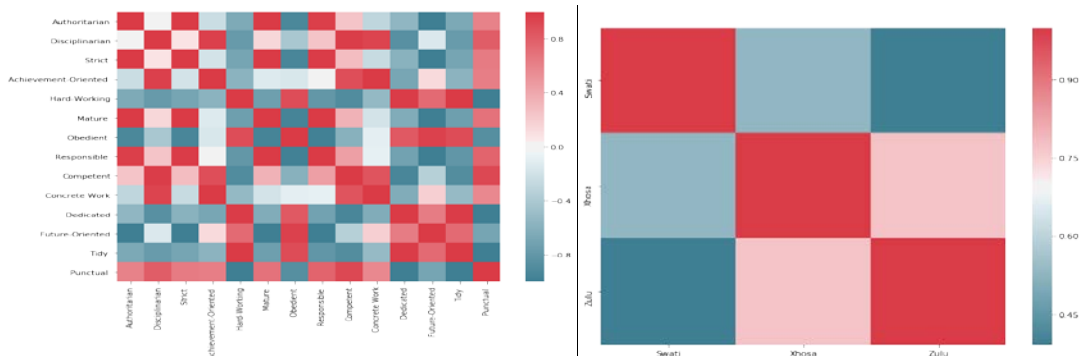 Authoritarian
Disciplinarian
Strict
Achievement-Oriented
Hard-Working
Mature
Obedient
Responsible
Competent
Concrete Work
Dedicated
Future-Oriented
Tidy
Punctual
Authoritarian
Disciplinarian
Strict
chievement-Oriented
Hard-Working
Mature
Obedient
Responsible
Competent
Concrete Work
Dedicated
Future-Oriented
Tidy
Punctual
0.8
0.4
0.0
−0.4
−0.8
Swati
Xhosa
Zulu
Swati
Xhosa
Zulu
0.90
0.75
0.60
0.45